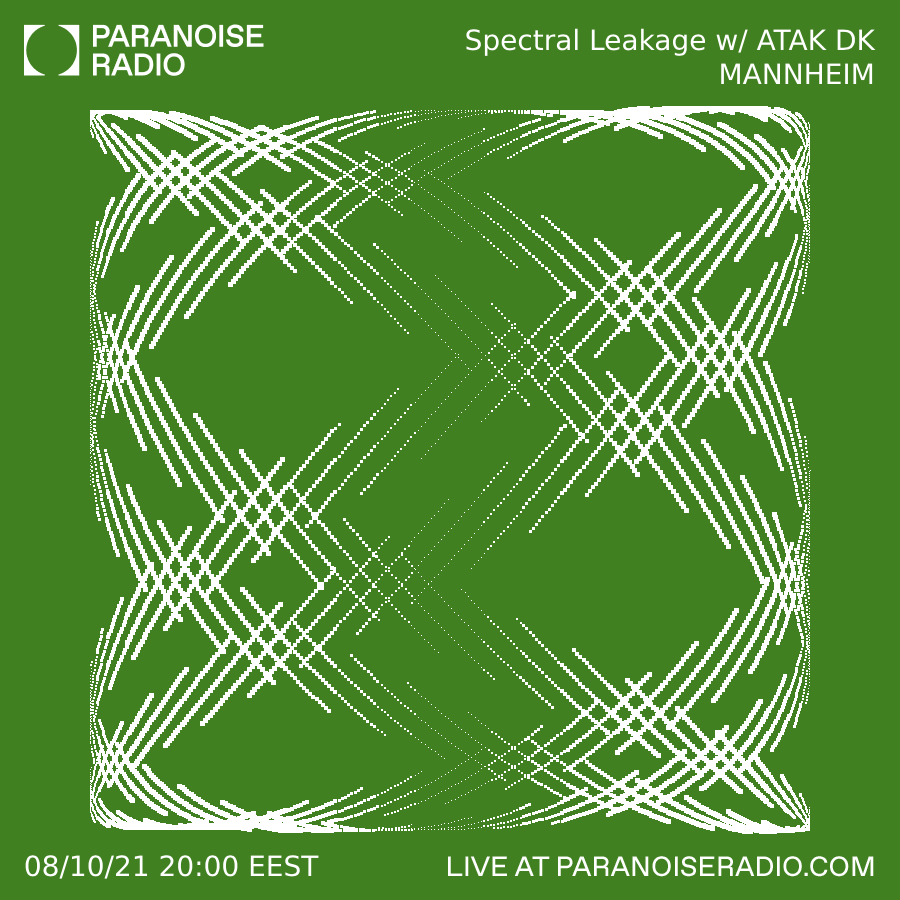 PARANOISE
RADIO
Spectral Leakage w/ ATAK DK
MANNHEIM
08/10/21 20:00 EEST
LIVE AT PARANOISERADIO.COM